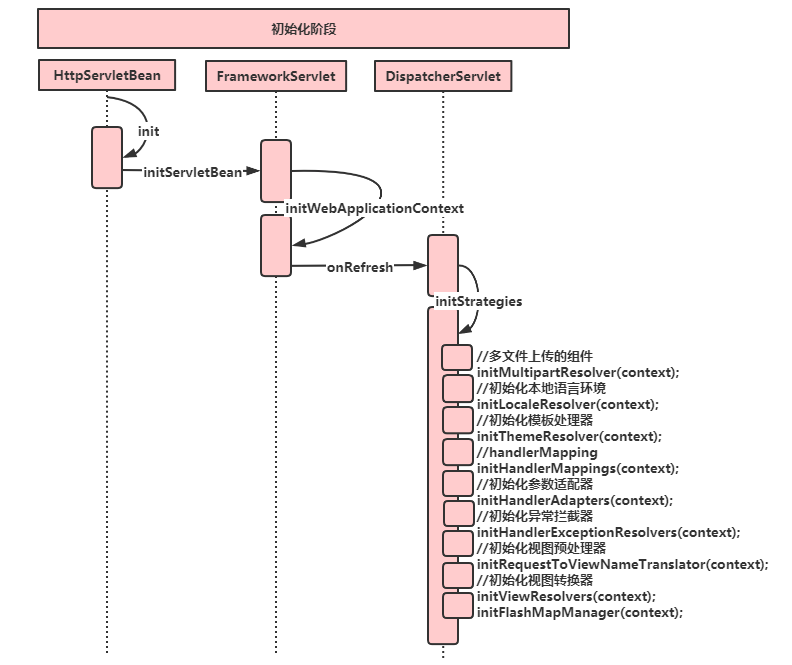 初始化阶段
HttpServletBean
FrameworkServlet
DispatcherServlet
init
initServletBean
initWebApplicationContext
onRefresh
initStrategies
//多文件上传的组件
initMultipartResolver(context);
//初始化本地语言环境
initLocaleResolver(context);
//初始化模板处理器
initThemeResolver(context);
//handlerMapping
initHandlerMappings(context);
//初始化参数适配器
initHandlerAdapters(context);
//初始化异常拦截器
initHandlerExceptionResolvers(context);
//初始化视图预处理器
initRequestToViewNameTranslator(context);
//初始化视图转换器
initViewResolvers(context);
initFlashMapManager(context);